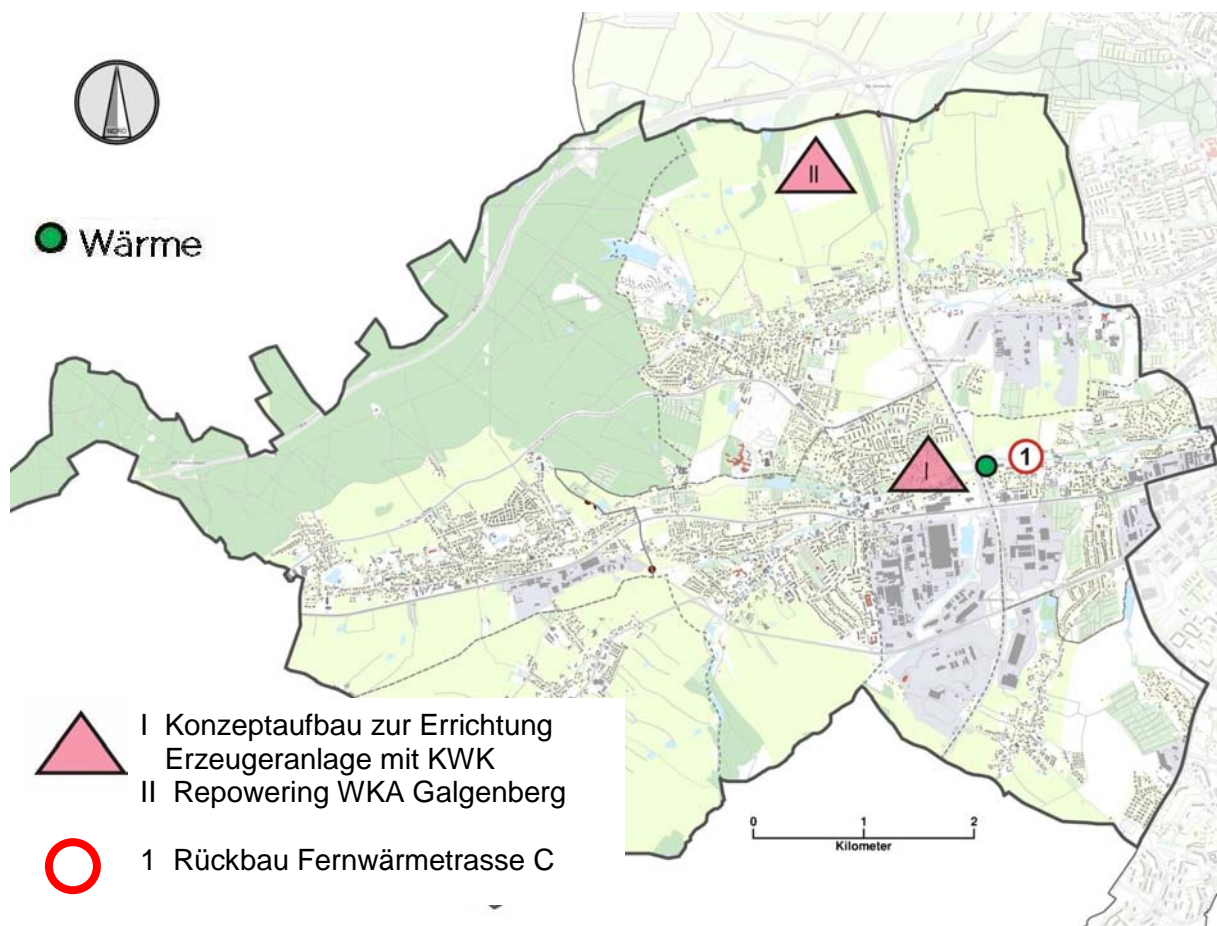 NORD
Wärme
II
I
1
I Konzeptaufbau zur Errichtung
Erzeugeranlage mit KWK
II Repowering WKA Galgenberg
1 Rückbau Fernwärmetrasse C
0 1 2
Kilometer